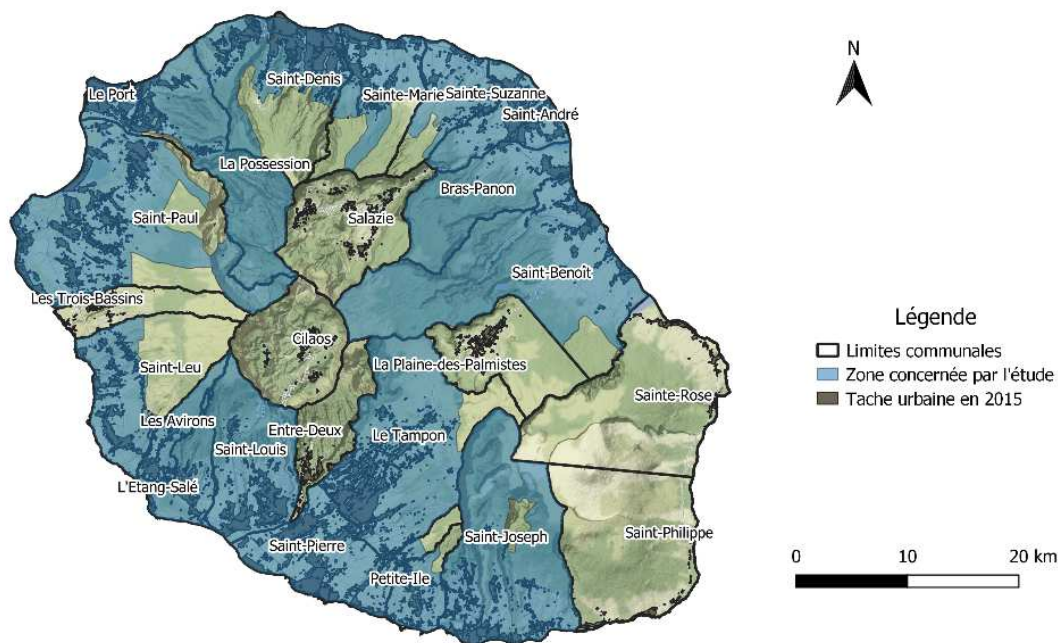 N
Saint-Denis
Le Port
Sainte-Marie
Sainte-Suzanne
Saint-André
La Possession
Bras-Panon
Saint-Paul
Salazie
Saint-Benoît
Les Trois-Bassins
Cilaos
La Plaine-des-Palmistes
Saint-Leu
Sainte-Rose
Les Avirons
Entre-Deux
Le Tampon
Saint-Louis
L'Etang-Salé
Saint-Pierre
Saint-Joseph
Saint-Philippe
Petite-Ile
Légende
Limites communales
Zone concernée par l'étude
Tache urbaine en 2015
0 10 20 km